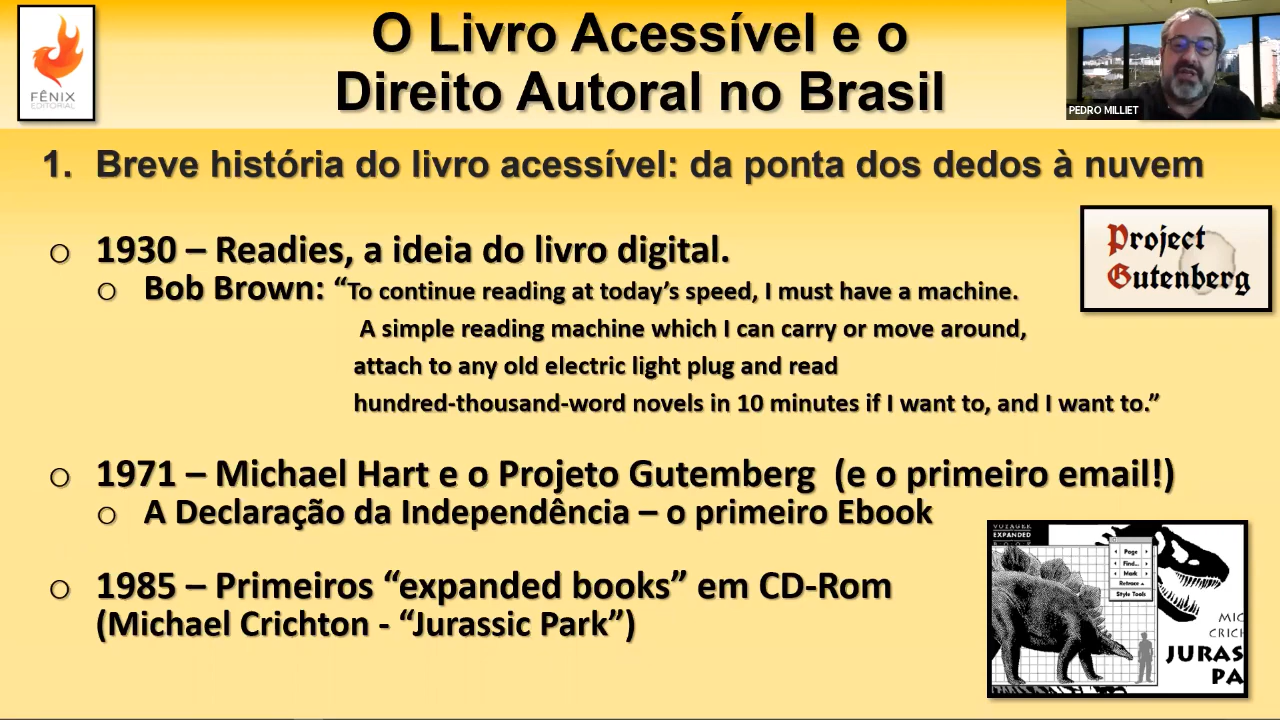 FÊNIX
EDITORIAL
O Livro Acessível e o
Direito Autoral no Brasil
PEDRO MILLIET
1. Breve história do livro acessível: da ponta dos dedos à nuvem
o 1930 – Readies, a ideia do livro digital.
o Bob Brown: “To continue reading at today’s speed, I must have a machine.
A simple reading machine which I can carry or move around,
attach to any old electric light plug and read
hundred-thousand-word novels in 10 minutes if I want to, and I want to.”
Project
Gutenberg
o 1971 – Michael Hart e o Projeto Gutemberg (e o primeiro email!)
o A Declaração da Independência – o primeiro Ebook
o 1985 – Primeiros “expanded books” em CD-Rom
(Michael Crichton - “Jurassic Park”)
VOYAGER
EXPANDED
BOOK
Page
Find...
Mark
Retrace
Style Tools
MIC
CRICH
JURAS
PA